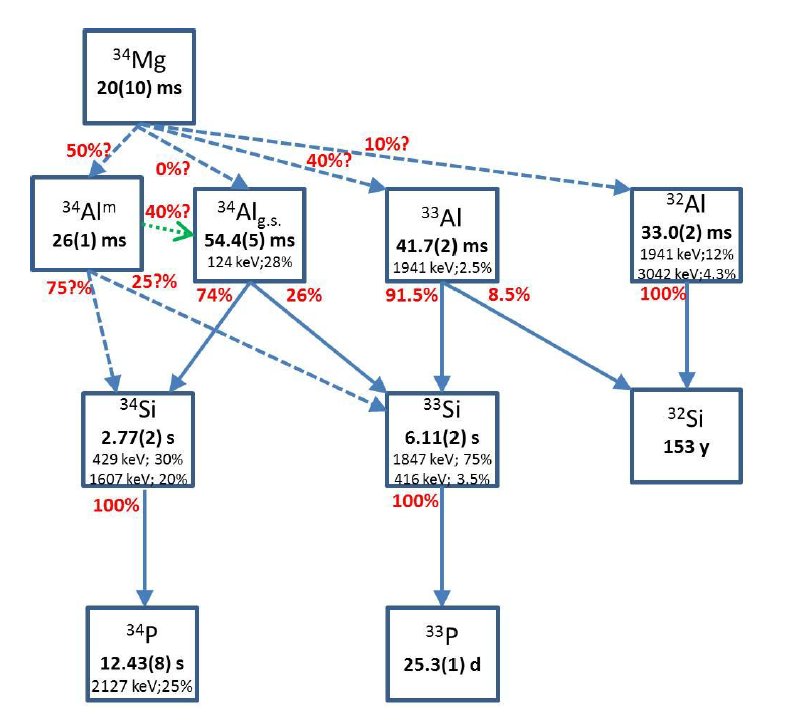 ³⁴Mg
20(10) ms
50%?
0%?
40%?
10%?
³⁴Alᵐ
26(1) ms
40%?
³⁴Al g.s.
54.4(5) ms
124 keV;28%
³³Al
41.7(2) ms
1941 keV;2.5%
³²Al
33.0(2) ms
1941 keV;12%
3042 keV;4.3%
75?%
25?%
74%
26%
91.5%
8.5%
100%
³⁴Si
2.77(2) s
429 keV; 30%
1607 keV; 20%
³³Si
6.11(2) s
1847 keV; 75%
416 keV; 3.5%
³²Si
153 y
100%
100%
³⁴P
12.43(8) s
2127 keV;25%
³³P
25.3(1) d